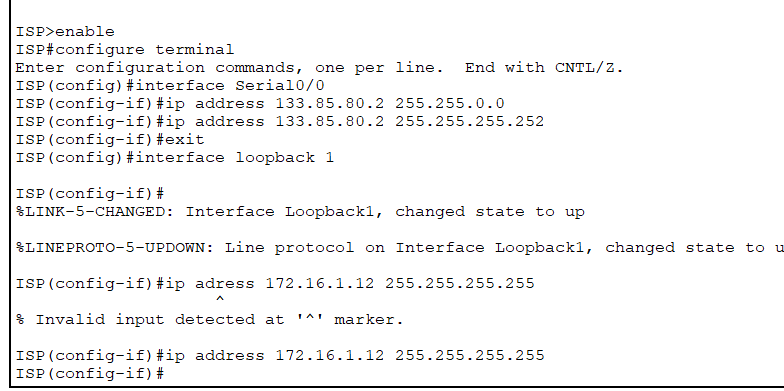 ISP>enable
ISP#configure terminal
Enter configuration commands, one per line.  End with CNTL/Z.
ISP(config)#interface Serial0/0
ISP(config-if)#ip address 133.85.80.2 255.255.0.0
ISP(config-if)#ip address 133.85.80.2 255.255.255.252
ISP(config-if)#exit
ISP(config)#interface loopback 1
ISP(config-if)#
%LINK-5-CHANGED: Interface Loopback1, changed state to up
%LINEPROTO-5-UPDOWN: Line protocol on Interface Loopback1, changed state to u
ISP(config-if)#ip adress 172.16.1.12 255.255.255.255
^
% Invalid input detected at '^' marker.
ISP(config-if)#ip address 172.16.1.12 255.255.255.255
ISP(config-if)#